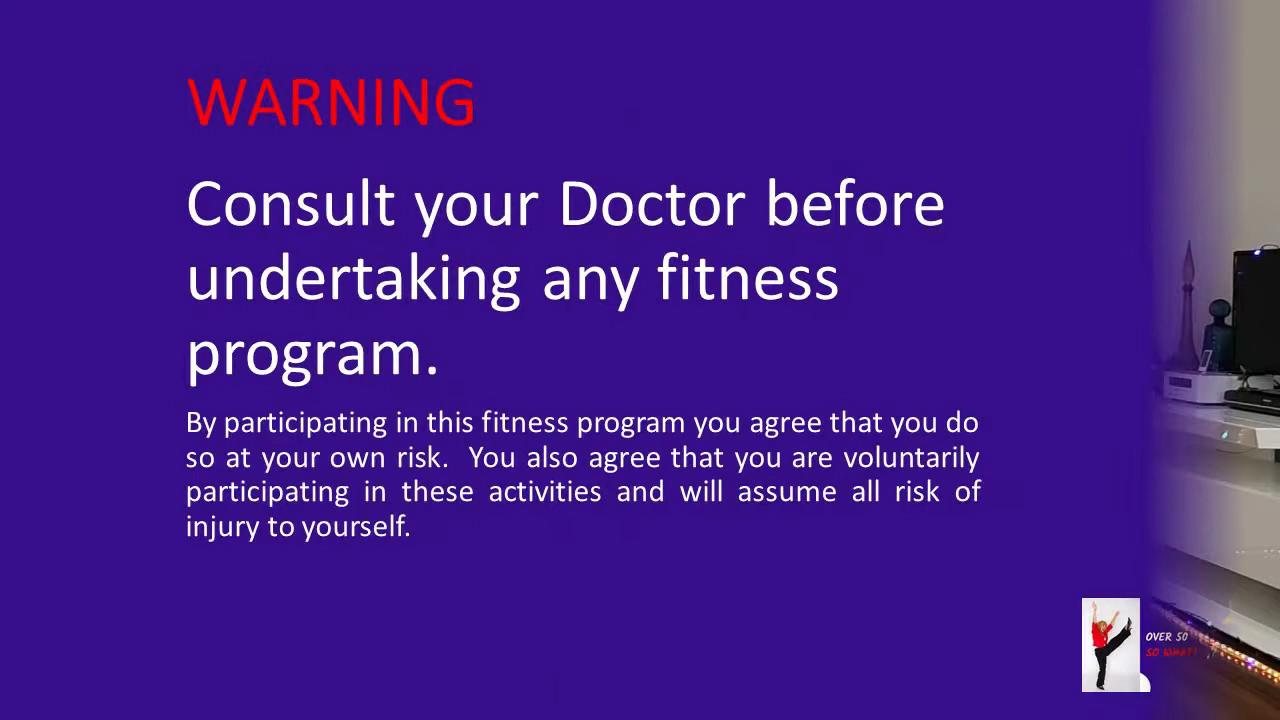 WARNING
Consult your Doctor before
undertaking any fitness
program.
By participating in this fitness program you agree that you do
so at your own risk.  You also agree that you are voluntarily
participating in these activities and will assume all risk of
injury to yourself.
OVER 50
SO WHAT!